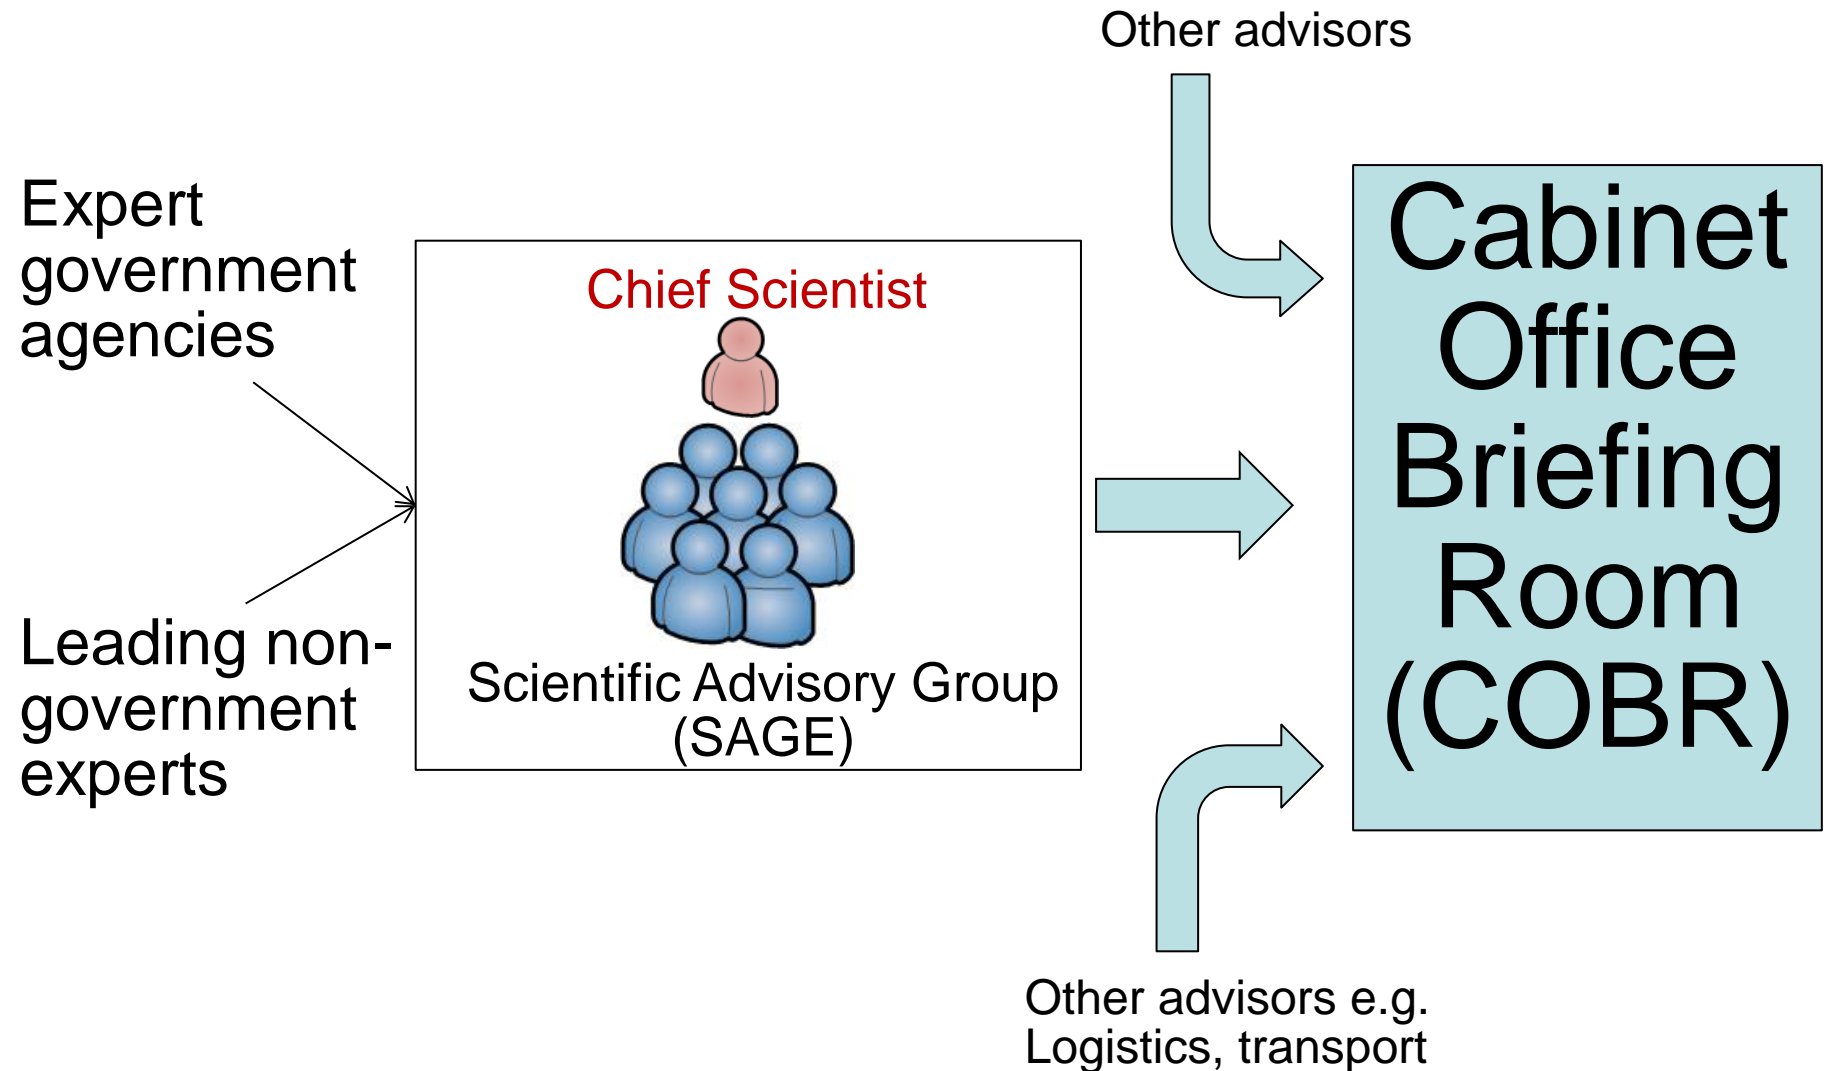 Other advisors
Expert
government
agencies
Leading non-
government
experts
Chief Scientist
Scientific Advisory Group
(SAGE)
Cabinet
Office
Briefing
Room
(COBR)
Other advisors e.g.
Logistics, transport